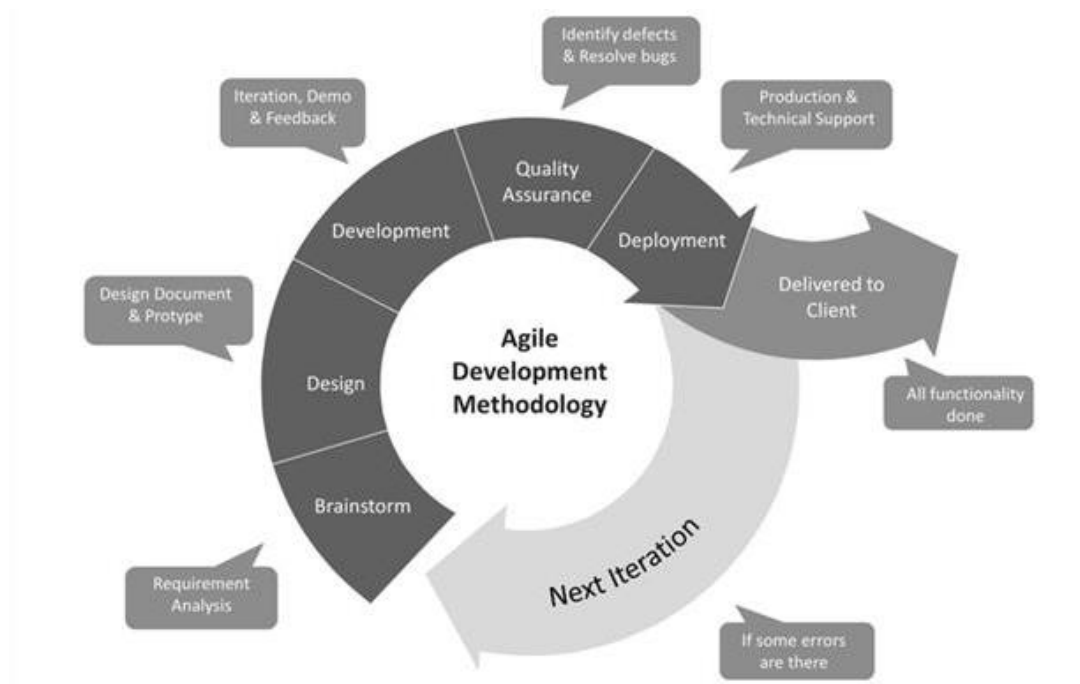 Identify defects
& Resolve bugs
Iteration, Demo
& Feedback
Production &
Technical Support
Quality
Assurance
Development
Deployment
Design Document
& Protype
Delivered to
Client
Agile
Development
Methodology
Design
All functionality
done
Brainstorm
Next Iteration
Requirement
Analysis
If some errors
are there